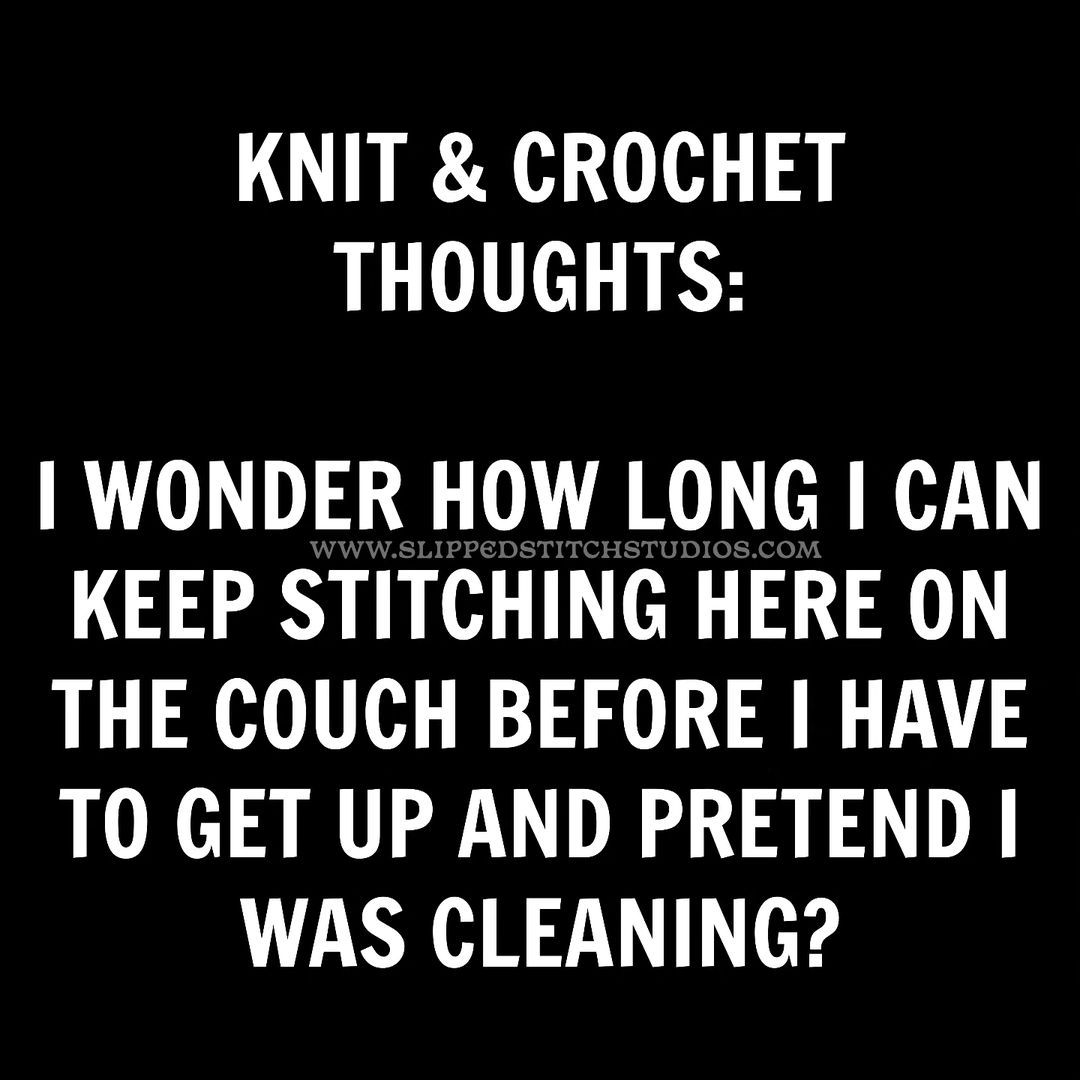 KNIT & CROCHET
THOUGHTS:
I WONDER HOW LONG I CAN
WWW.SLIPPEDSTITCHSTUDIOS.COM
KEEP STITCHING HERE ON
THE COUCH BEFORE I HAVE
TO GET UP AND PRETEND I
WAS CLEANING?